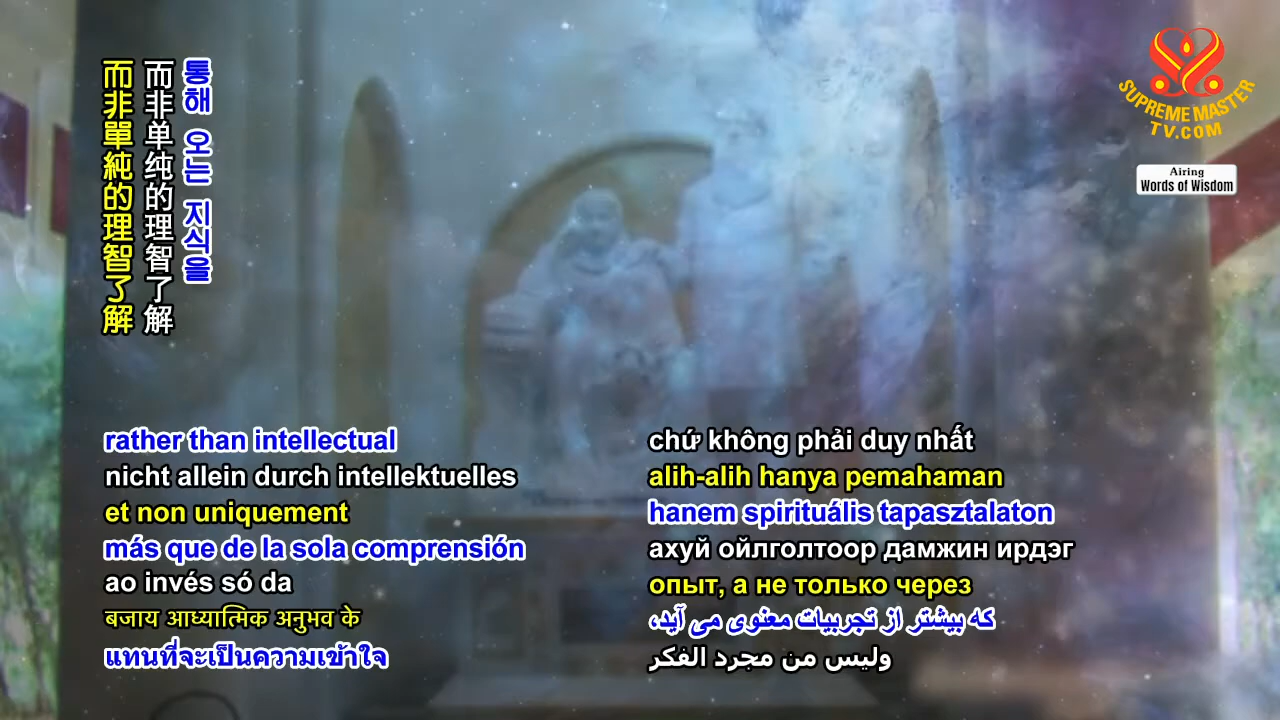 통해 오는 지식을
而非单纯的理智了解
而非單純的理智了解
SUPREME MASTER
TV.COM
Airing
Words of Wisdom
rather than intellectual
nicht allein durch intellektuelles
et non uniquement
más que de la sola comprensión
ao invés só da
बजाय आध्यात्मिक अनुभव के
แทนที่จะเป็นความเข้าใจ
chứ không phải duy nhất
alih-alih hanya pemahaman
hanem spirituális tapasztalaton
ахуй ойлголтоор дамжин ирдэг
опыт, а не только через
که بیشتر از تجربیات معنوی می آید،
وليس من مجرد الفكر